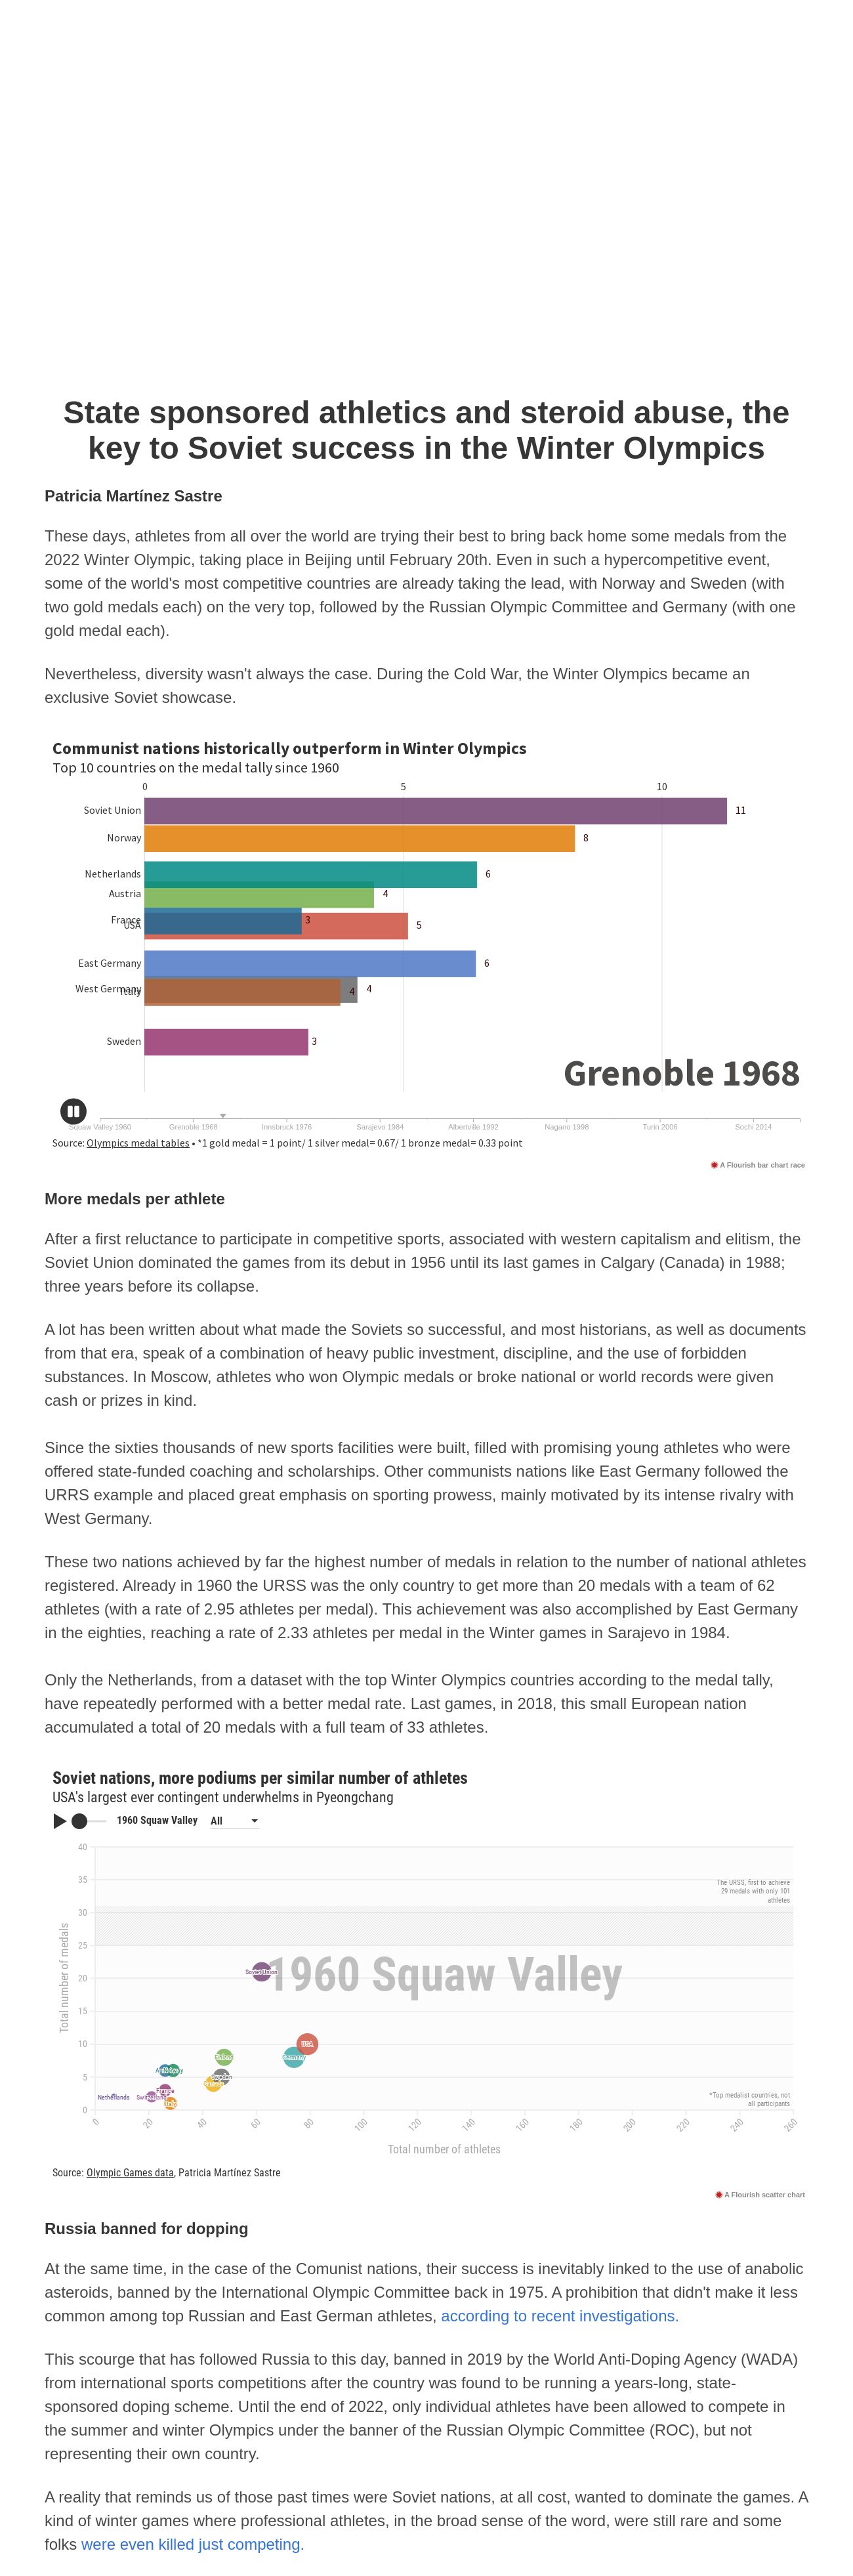 State sponsored athletics and steroid abuse, the
key to Soviet success in the Winter Olympics
Patricia Martínez Sastre
These days, athletes from all over the world are trying their best to bring back home some medals from the
2022 Winter Olympic, taking place in Beijing until February 20th. Even in such a hypercompetitive event,
some of the world's most competitive countries are already taking the lead, with Norway and Sweden (with
two gold medals each) on the very top, followed by the Russian Olympic Committee and Germany (with one
gold medal each).
Nevertheless, diversity wasn't always the case. During the Cold War, the Winter Olympics became an
exclusive Soviet showcase.
Communist nations historically outperform in Winter Olympics
Top 10 countries on the medal tally since 1960
0 5 10
Soviet Union 11
Norway 8
Netherlands 6
Austria 4
France 3
USA 5
East Germany 6
West Germany 4
Italy 4
Sweden 3
Grenoble 1968
Squaw Valley 1960 Grenoble 1968 Innsbruck 1976 Sarajevo 1984 Albertville 1992 Nagano 1998 Turin 2006 Sochi 2014
Source: Olympics medal tables • *1 gold medal = 1 point/ 1 silver medal= 0.67/ 1 bronze medal= 0.33 point
A Flourish bar chart race
More medals per athlete
After a first reluctance to participate in competitive sports, associated with western capitalism and elitism, the
Soviet Union dominated the games from its debut in 1956 until its last games in Calgary (Canada) in 1988;
three years before its collapse.
A lot has been written about what made the Soviets so successful, and most historians, as well as documents
from that era, speak of a combination of heavy public investment, discipline, and the use of forbidden
substances. In Moscow, athletes who won Olympic medals or broke national or world records were given
cash or prizes in kind.
Since the sixties thousands of new sports facilities were built, filled with promising young athletes who were
offered state-funded coaching and scholarships. Other communists nations like East Germany followed the
URRS example and placed great emphasis on sporting prowess, mainly motivated by its intense rivalry with
West Germany.
These two nations achieved by far the highest number of medals in relation to the number of national athletes
registered. Already in 1960 the URSS was the only country to get more than 20 medals with a team of 62
athletes (with a rate of 2.95 athletes per medal). This achievement was also accomplished by East Germany
in the eighties, reaching a rate of 2.33 athletes per medal in the Winter games in Sarajevo in 1984.
Only the Netherlands, from a dataset with the top Winter Olympics countries according to the medal tally,
have repeatedly performed with a better medal rate. Last games, in 2018, this small European nation
accumulated a total of 20 medals with a full team of 33 athletes.
Soviet nations, more podiums per similar number of athletes
USA's largest ever contingent underwhelms in Pyeongchang
1960 Squaw Valley All
40
35
The URSS, first to achieve
29 medals with only 101
athletes
30
25
1960 Squaw Valley
Soviet Union
20
15
10
USA
Finland Germany
Norway
5
Sweden
France
Netherlands Switzerland
Italy
*Top medalist countries, not
all participants
0
Total number of medals
0 20 40 60 80 100 120 140 160 180 200 220 240 260
Total number of athletes
Source: Olympic Games data, Patricia Martínez Sastre
A Flourish scatter chart
Russia banned for dopping
At the same time, in the case of the Comunist nations, their success is inevitably linked to the use of anabolic
asteroids, banned by the International Olympic Committee back in 1975. A prohibition that didn't make it less
common among top Russian and East German athletes, according to recent investigations.
This scourge that has followed Russia to this day, banned in 2019 by the World Anti-Doping Agency (WADA)
from international sports competitions after the country was found to be running a years-long, state-
sponsored doping scheme. Until the end of 2022, only individual athletes have been allowed to compete in
the summer and winter Olympics under the banner of the Russian Olympic Committee (ROC), but not
representing their own country.
A reality that reminds us of those past times were Soviet nations, at all cost, wanted to dominate the games. A
kind of winter games where professional athletes, in the broad sense of the word, were still rare and some
folks were even killed just competing.